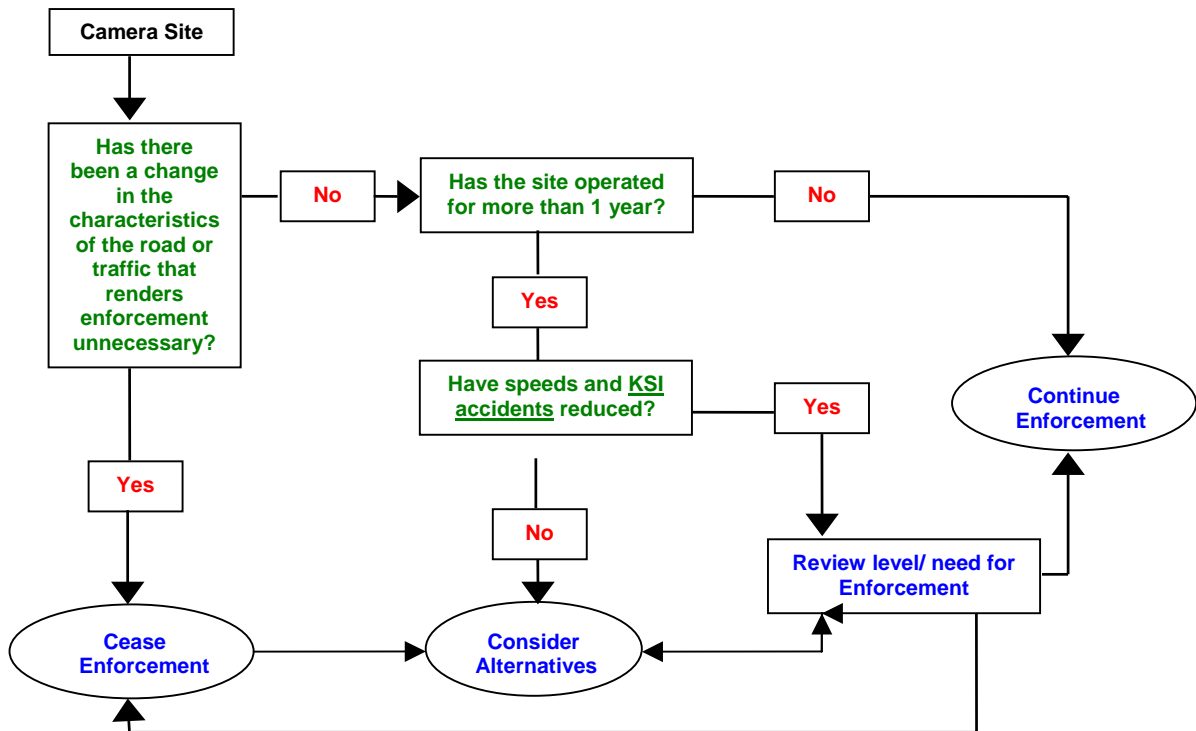 Camera Site
Has there
been a change
in the
characteristics
of the road or
traffic that
renders
enforcement
unnecessary?
No
Has the site operated
for more than 1 year?
No
Yes
Have speeds and KSI
accidents reduced?
Yes
Continue
Enforcement
Yes
No
Review level/ need for
Enforcement
Cease
Enforcement
Consider
Alternatives